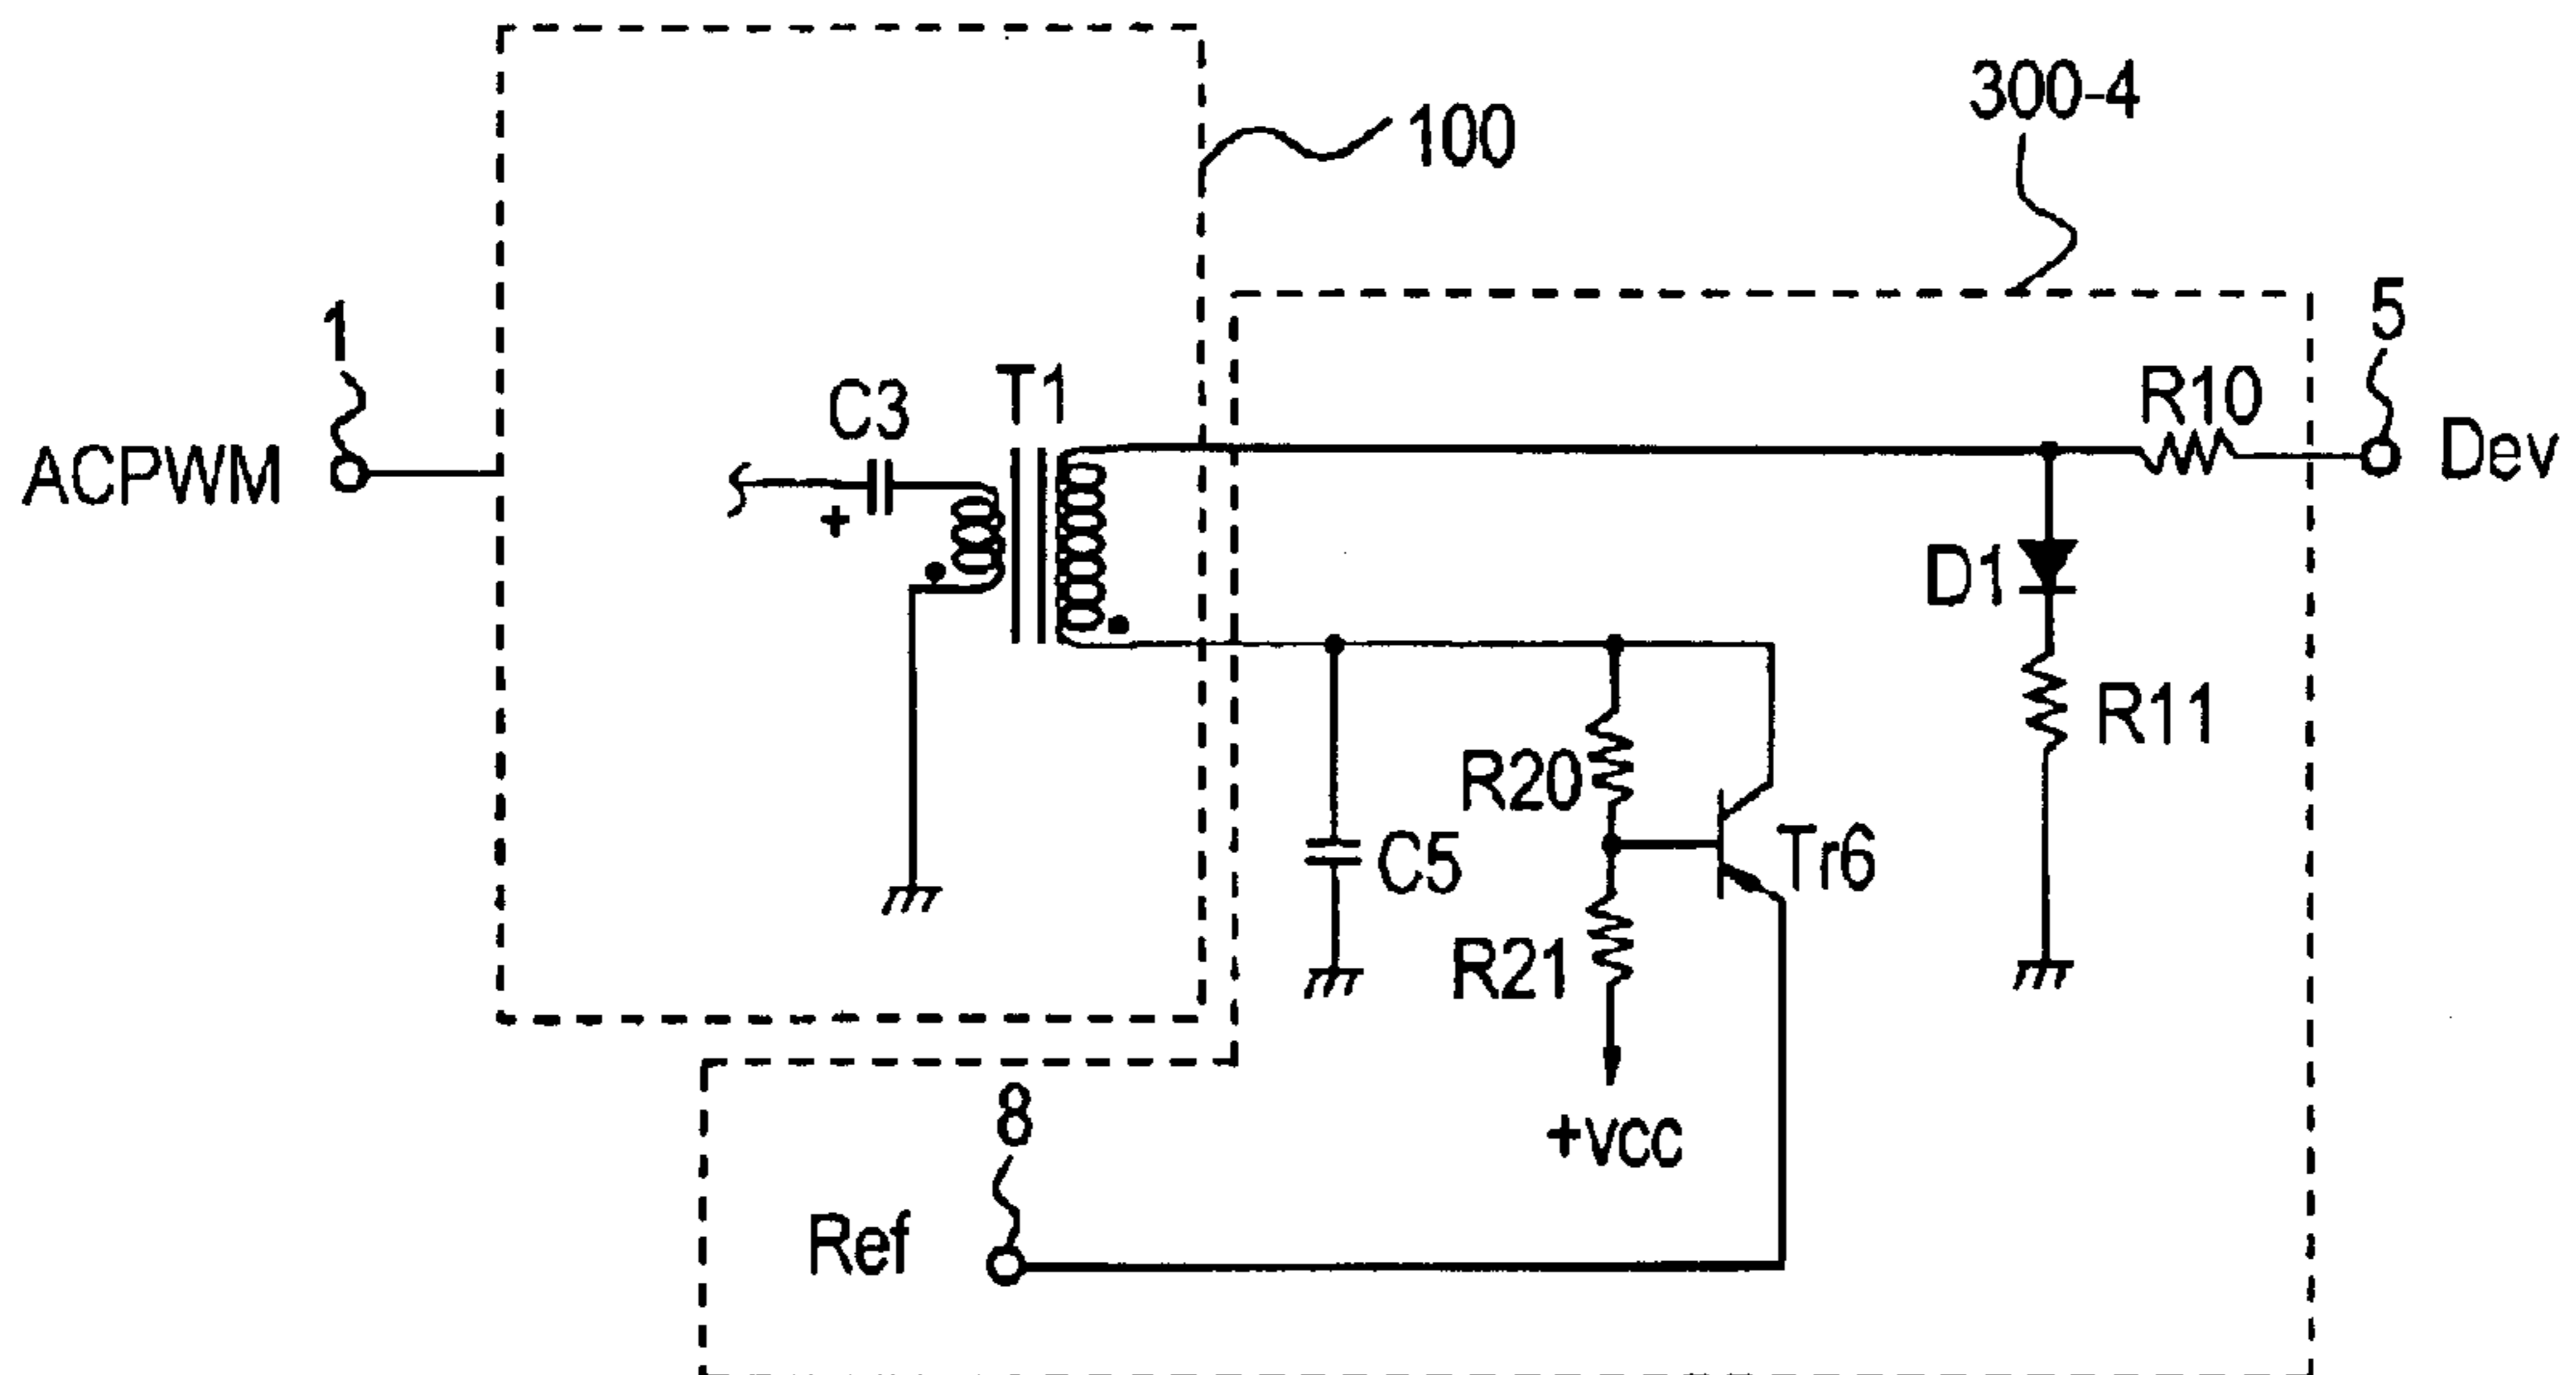 100
300-4
1
5
ACPWM
C3
T1
R10
Dev
+
D1
R11
R20
C5
Tr6
R21
+vcc
8
Ref